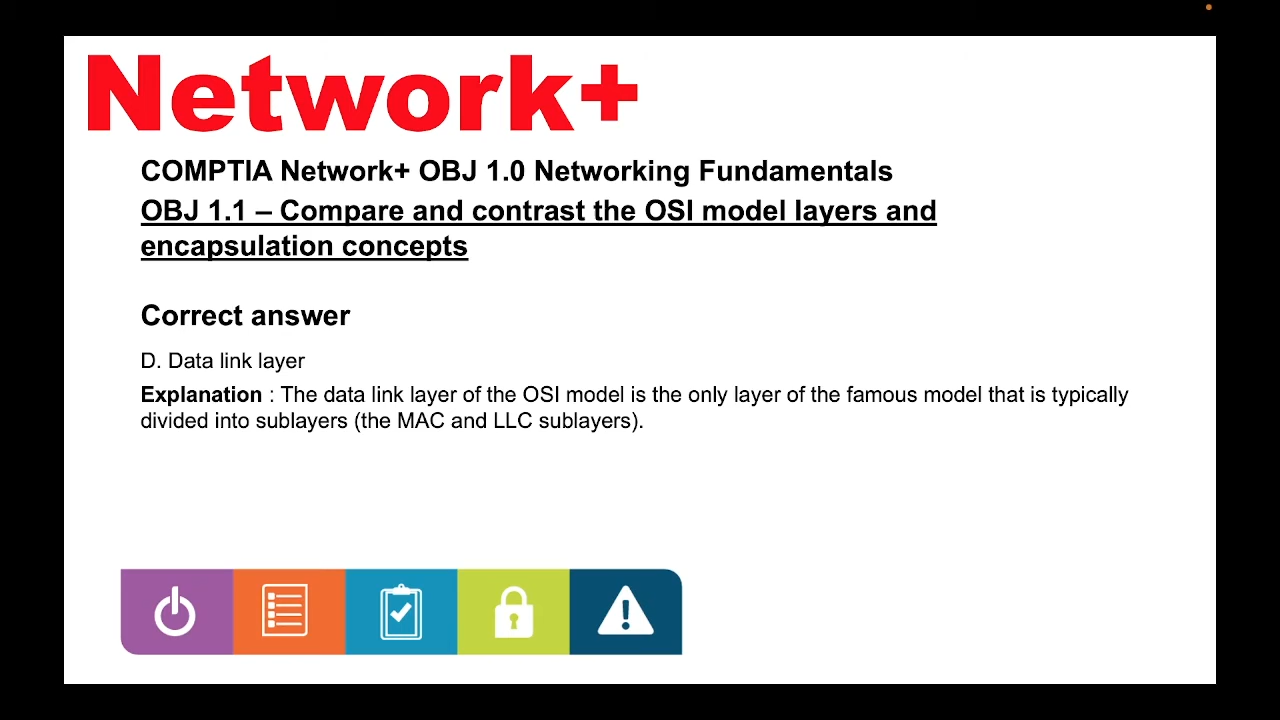 Network+
COMPTIA Network+ OBJ 1.0 Networking Fundamentals
OBJ 1.1 – Compare and contrast the OSI model layers and
encapsulation concepts
Correct answer
D. Data link layer
Explanation : The data link layer of the OSI model is the only layer of the famous model that is typically
divided into sublayers (the MAC and LLC sublayers).